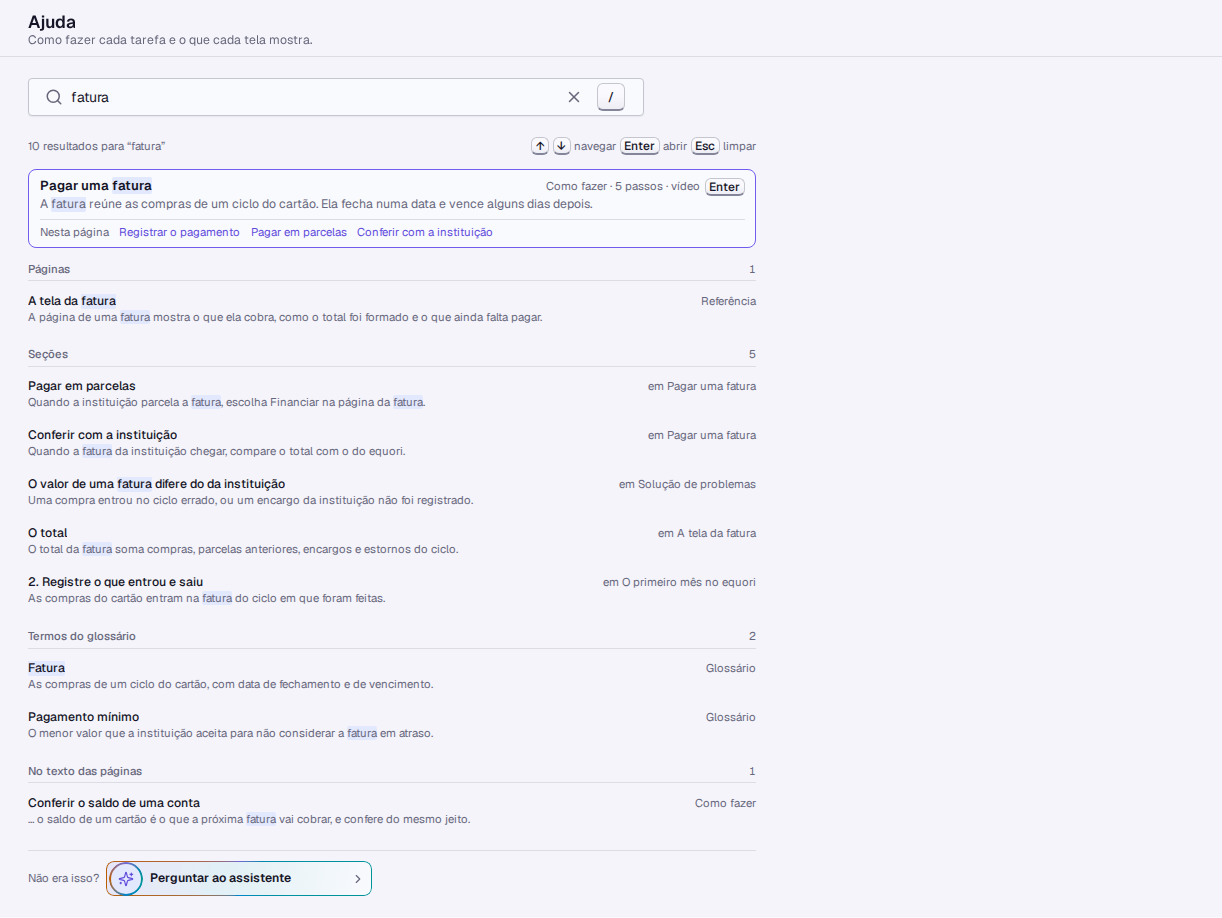 Ajuda
Como fazer cada tarefa e o que cada tela mostra.
fatura
/
10 resultados para “fatura”
↑ ↓ navegar Enter abrir Esc limpar
Pagar uma fatura
Como fazer · 5 passos · vídeo Enter
A fatura reúne as compras de um ciclo do cartão. Ela fecha numa data e vence alguns dias depois.
Nesta página Registrar o pagamento Pagar em parcelas Conferir com a instituição
Páginas 1
A tela da fatura Referência
A página de uma fatura mostra o que ela cobra, como o total foi formado e o que ainda falta pagar.
Seções 5
Pagar em parcelas em Pagar uma fatura
Quando a instituição parcela a fatura, escolha Financiar na página da fatura.
Conferir com a instituição em Pagar uma fatura
Quando a fatura da instituição chegar, compare o total com o do equori.
O valor de uma fatura difere do da instituição em Solução de problemas
Uma compra entrou no ciclo errado, ou um encargo da instituição não foi registrado.
O total em A tela da fatura
O total da fatura soma compras, parcelas anteriores, encargos e estornos do ciclo.
2. Registre o que entrou e saiu em O primeiro mês no equori
As compras do cartão entram na fatura do ciclo em que foram feitas.
Termos do glossário 2
Fatura Glossário
As compras de um ciclo do cartão, com data de fechamento e de vencimento.
Pagamento mínimo Glossário
O menor valor que a instituição aceita para não considerar a fatura em atraso.
No texto das páginas 1
Conferir o saldo de uma conta Como fazer
… o saldo de um cartão é o que a próxima fatura vai cobrar, e confere do mesmo jeito.
Não era isso? Perguntar ao assistente